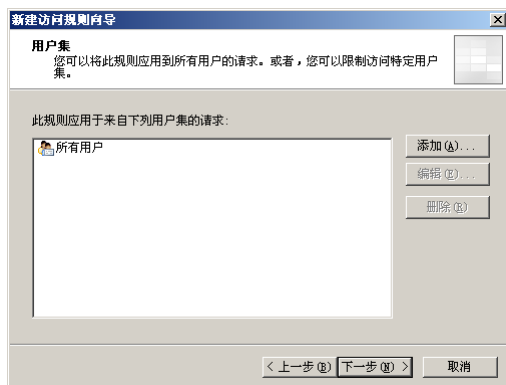 新建访问规则向导
用户集
您可以将此规则应用到所有用户的请求。或者，您可以限制访问特定用户
集。
此规则应用于来自下列用户集的请求:
所有用户
添加(A)...
编辑(E)...
删除(R)
< 上一步(B)
下一步(N) >
取消